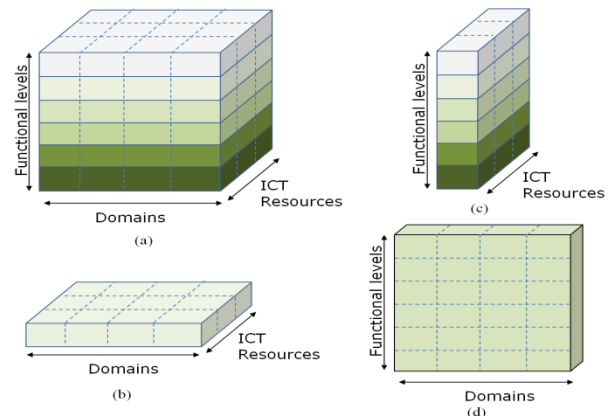 Functional levels
ICT
Resources
Domains
(a)
Functional levels
ICT
Resources
(c)
ICT
Resources
Domains
(b)
Functional levels
Domains
(d)